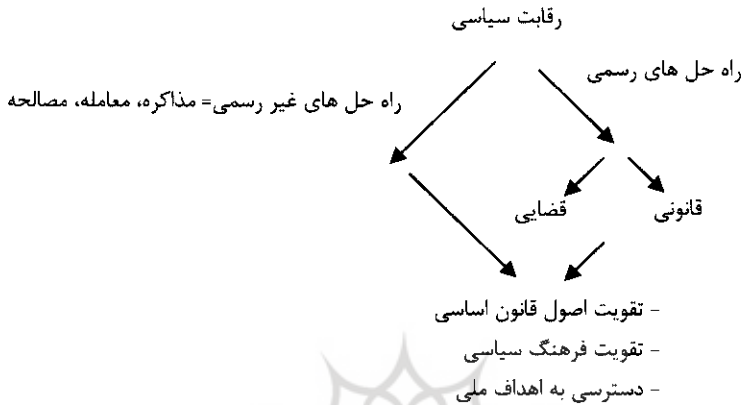 رقابت سیاسی
راه حل های رسمی
راه حل های غیر رسمی= مذاکره، معامله، مصالحه
قانونی
قضایی
- تقویت اصول قانون اساسی
- تقویت فرهنگ سیاسی
- دسترسی به اهداف ملی